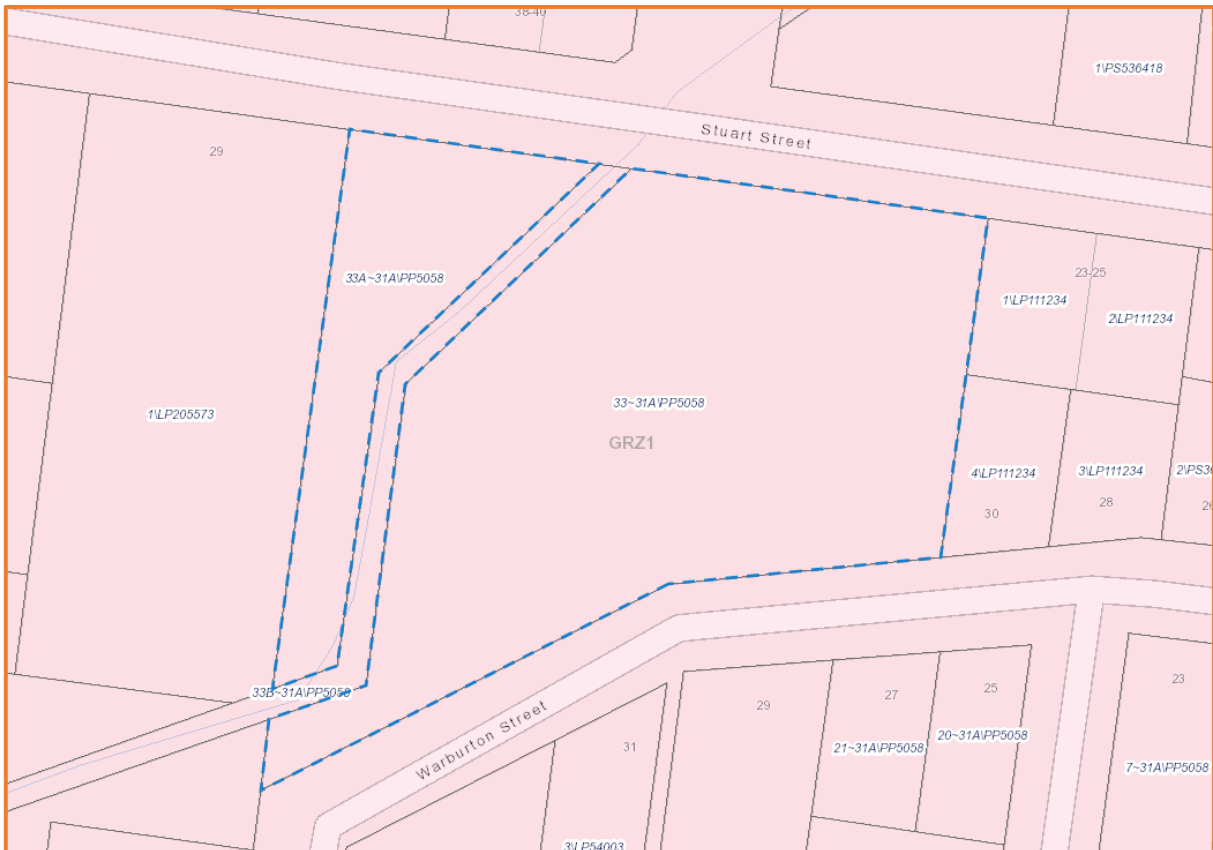 38-40
1\PS536418
Stuart Street
29
33A~31A\PP5058
23-25
1\LP111234
2\LP111234
1\LP205573
33~31A\PP5058
GRZ1
4\LP111234
3\LP111234
30
28
33B~31A\PP5058
Warburton Street
29
27
25
23
31
21~31A\PP5058
20~31A\PP5058
7~31A\PP5058
3\LP54003